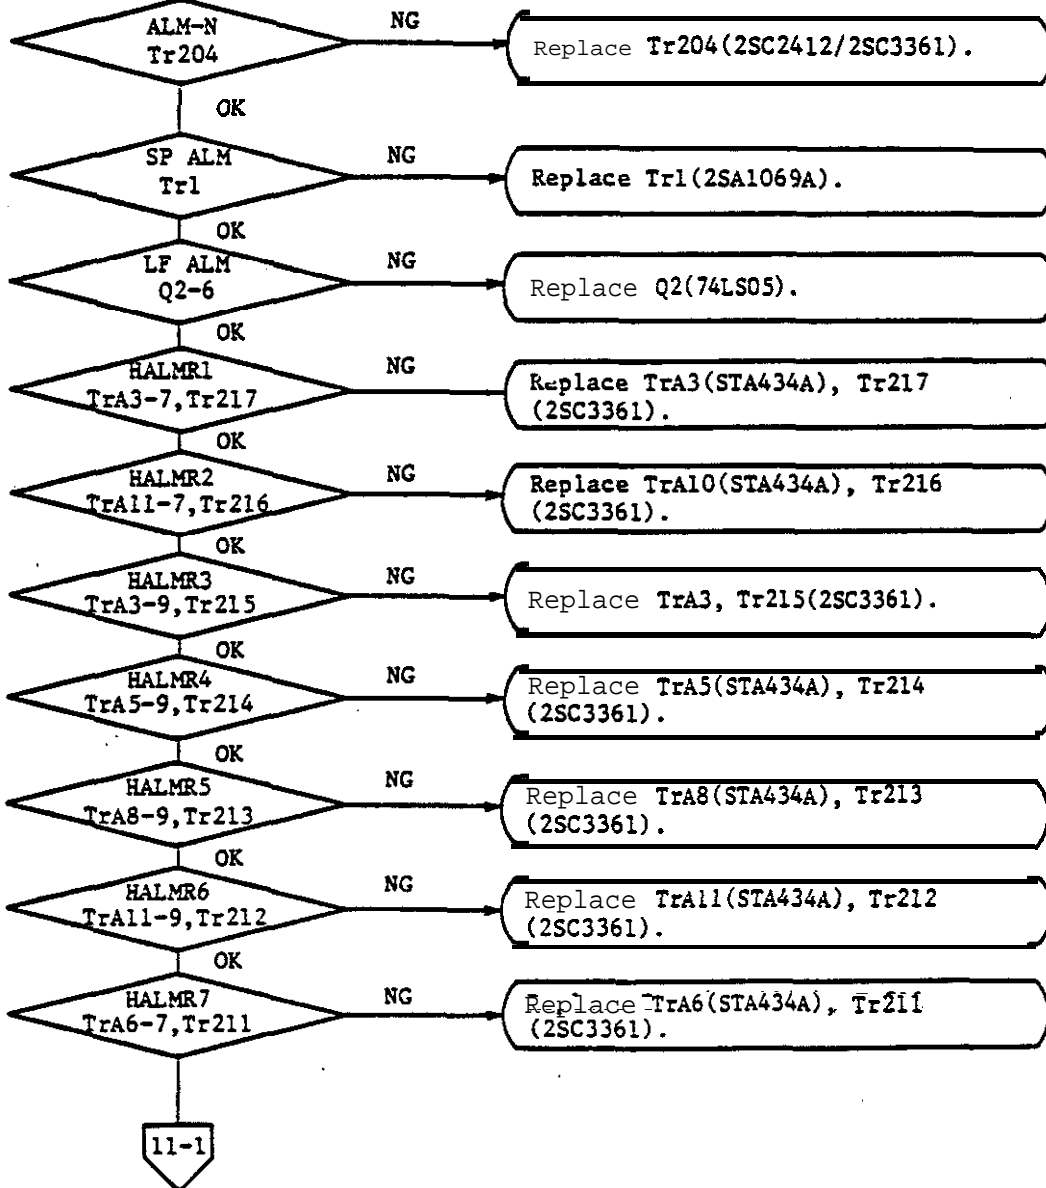 ALM-N
Tr204
NG
Replace Tr204(2SC2412/2SC3361).
OK
SP ALM
Tr1
NG
Replace Tr1(2SA1069A).
OK
LF ALM
Q2-6
NG
Replace Q2(74LS05).
OK
HALMR1
TrA3-7,Tr217
NG
Replace TrA3(STA434A), Tr217
(2SC3361).
OK
HALMR2
TrA11-7,Tr216
NG
Replace TrA10(STA434A), Tr216
(2SC3361).
OK
HALMR3
TrA3-9,Tr215
NG
Replace TrA3, Tr215(2SC3361).
OK
HALMR4
TrA5-9,Tr214
NG
Replace TrA5(STA434A), Tr214
(2SC3361).
OK
HALMR5
TrA8-9,Tr213
NG
Replace TrA8(STA434A), Tr213
(2SC3361).
OK
HALMR6
TrA11-9,Tr212
NG
Replace TrA11(STA434A), Tr212
(2SC3361).
OK
HALMR7
TrA6-7,Tr211
NG
Replace TrA6(STA434A), Tr211
(2SC3361).
11-1